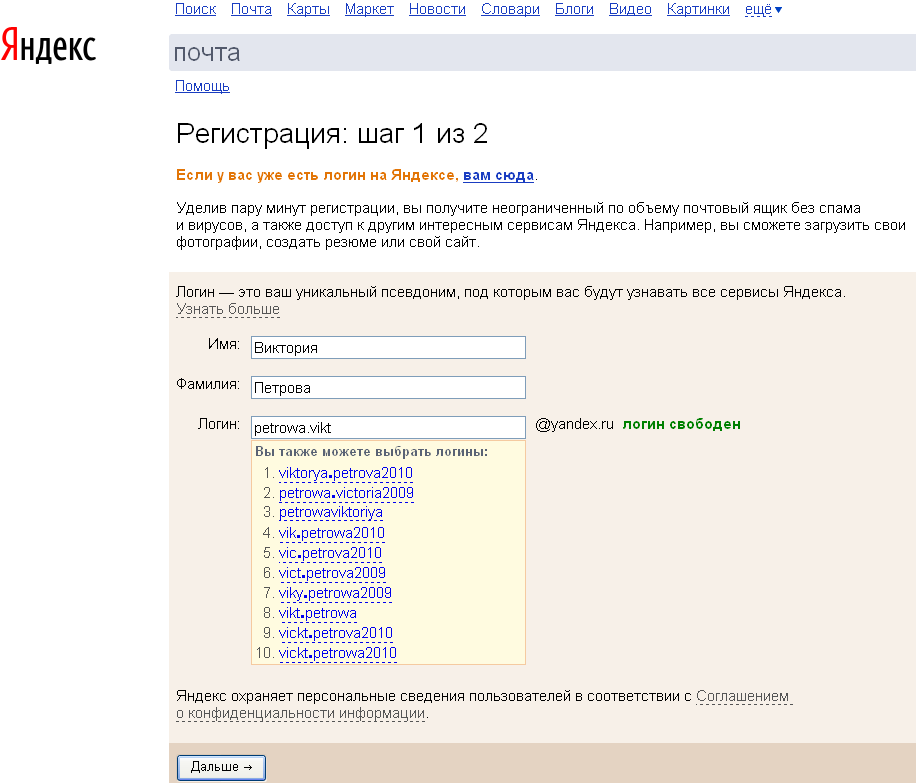 Поиск Почта Карты Маркет Новости Словари Блоги Видео Картинки ещё ▼
Яндекс
почта
Помощь
Регистрация: шаг 1 из 2
Если у вас уже есть логин на Яндексе, вам сюда.
Уделив пару минут регистрации, вы получите неограниченный по объему почтовый ящик без спама
и вирусов, а также доступ к другим интересным сервисам Яндекса. Например, вы сможете загрузить свои
фотографии, создать резюме или свой сайт.
Логин — это ваш уникальный псевдоним, под которым вас будут узнавать все сервисы Яндекса.
Узнать больше
Имя: Виктория
Фамилия: Петрова
Логин: petrowa.vikt @yandex.ru логин свободен
Вы также можете выбрать логины:
1. viktorya.petrova2010
2. petrowa.victoria2009
3. petrowaviktoriya
4. vik.petrowa2010
5. vic.petrova2010
6. vict.petrova2009
7. viky.petrowa2009
8. vikt.petrowa
9. vickt.petrova2010
10. vickt.petrowa2010
Яндекс охраняет персональные сведения пользователей в соответствии с Соглашением
о конфиденциальности информации.
Дальше →